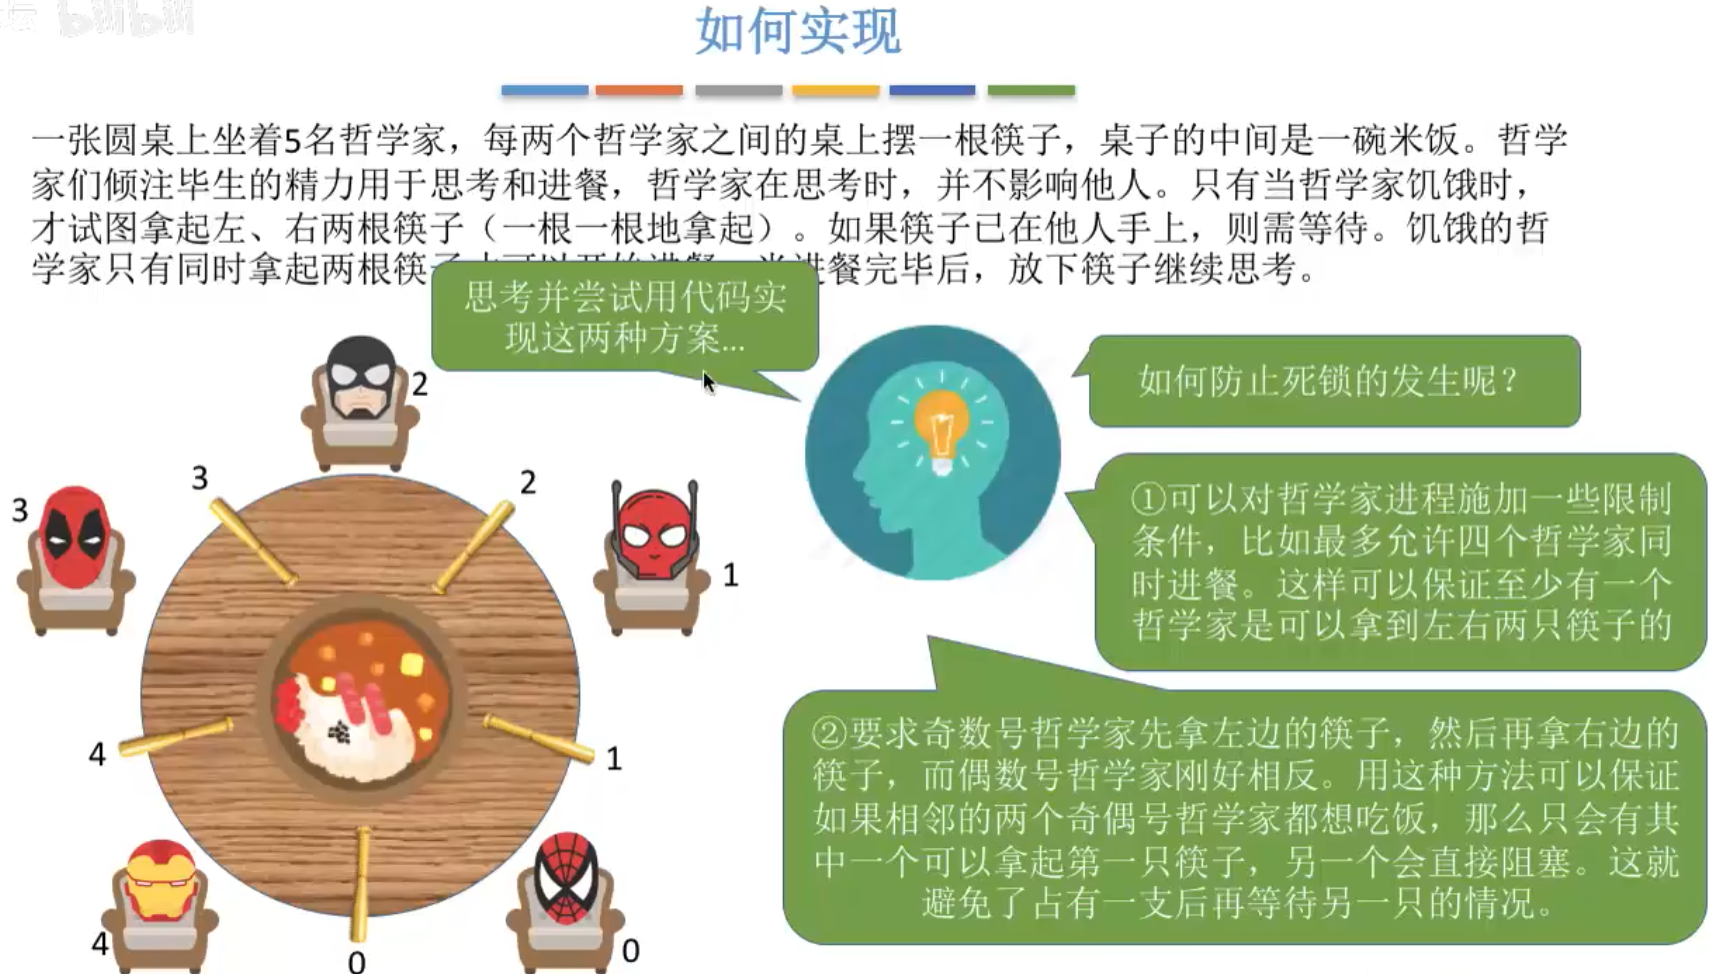 bilibili
如何实现
一张圆桌上坐着5名哲学家，每两个哲学家之间的桌上摆一根筷子，桌子的中间是一碗米饭。哲学
家们倾注毕生的精力用于思考和进餐，哲学家在思考时，并不影响他人。只有当哲学家饥饿时，
才试图拿起左、右两根筷子（一根一根地拿起）。如果筷子已在他人手上，则需等待。饥饿的哲
学家只有同时拿起两根筷 进餐完毕后，放下筷子继续思考。
思考并尝试用代码实
现这两种方案...
如何防止死锁的发生呢？
①可以对哲学家进程施加一些限制
条件，比如最多允许四个哲学家同
时进餐。这样可以保证至少有一个
哲学家是可以拿到左右两只筷子的
②要求奇数号哲学家先拿左边的筷子，然后再拿右边的
筷子，而偶数号哲学家刚好相反。用这种方法可以保证
如果相邻的两个奇偶号哲学家都想吃饭，那么只会有其
中一个可以拿起第一只筷子，另一个会直接阻塞。这就
避免了占有一支后再等待另一只的情况。
2
3
2
3
1
4
1
4
0
0